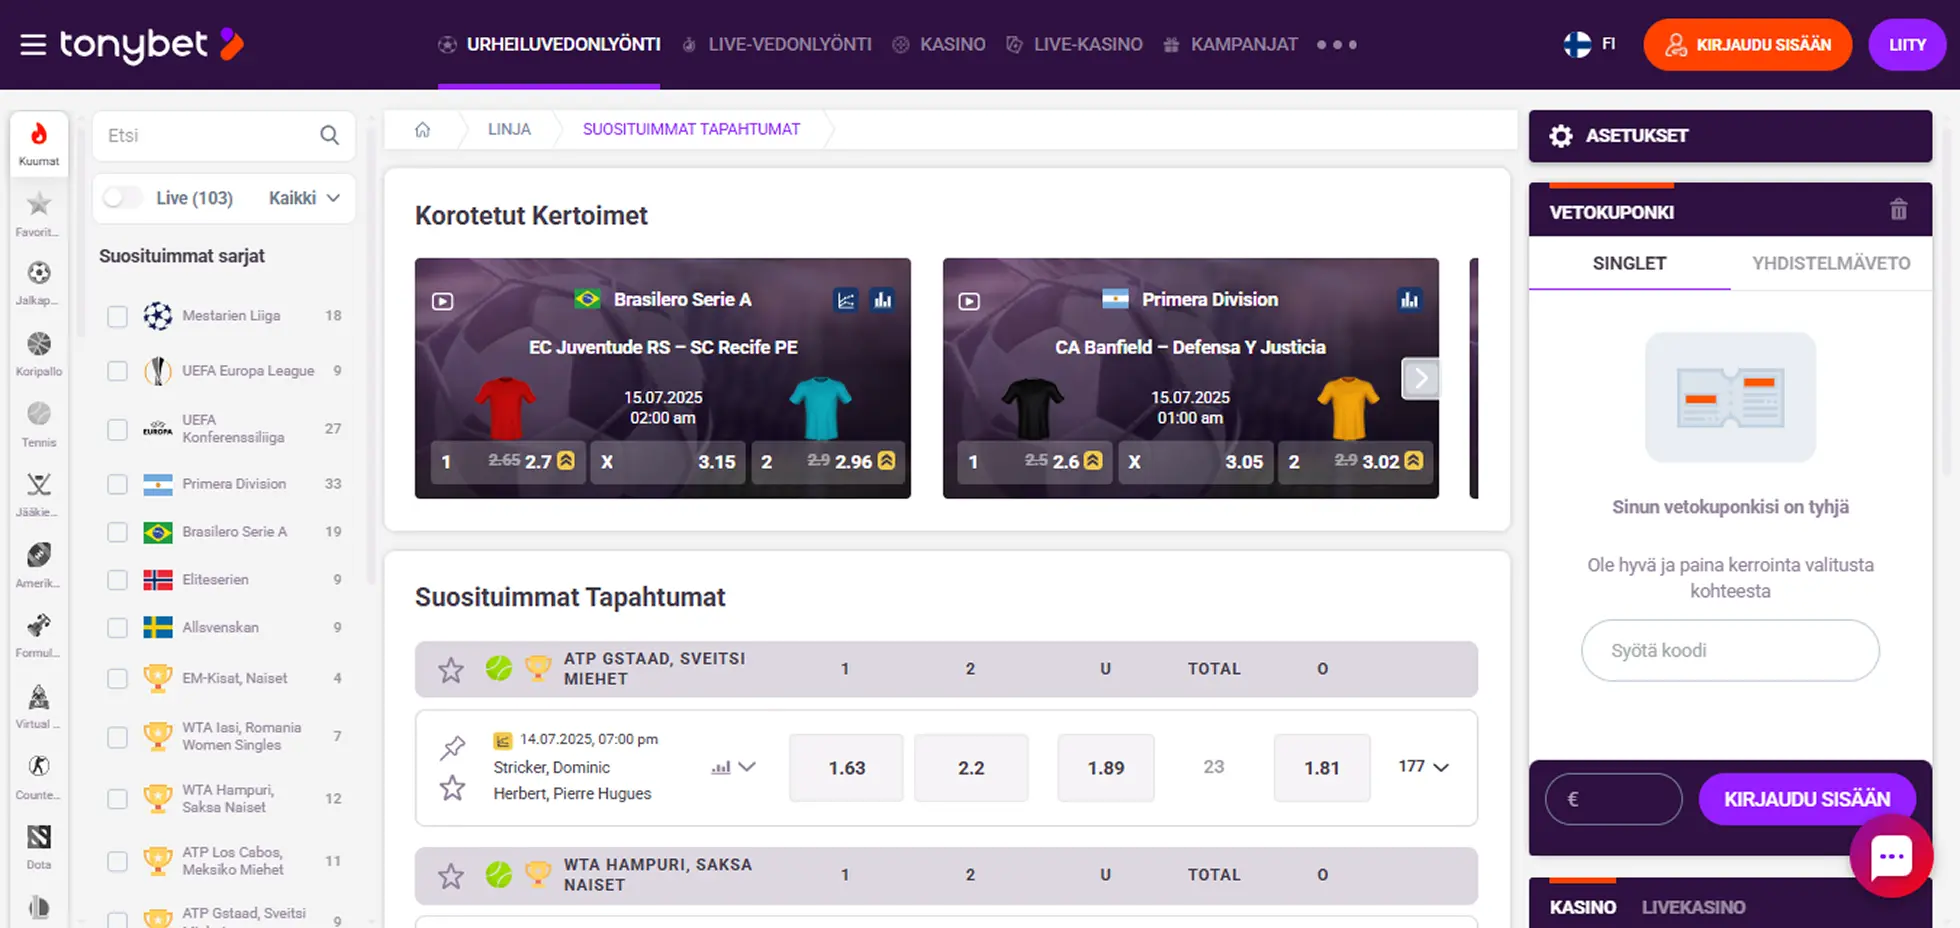 tonybet
URHEILUVEDONLYÖNTI
LIVE-VEDONLYÖNTI
KASINO
LIVE-KASINO
KAMPANJAT
FI
KIRJAUDU SISÄÄN
LIITY
Kuumat
Favorit...
Jalkap...
Koripallo
Tennis
Jääkie...
Amerik...
Formul...
Virtual ...
Counte...
Dota
Etsi
Live (103)
Kaikki
Suosituimmat sarjat
Mestarien Liiga 18
UEFA Europa League 9
UEFA
Konferenssiliiga 27
Primera Division 33
Brasilero Serie A 19
Eliteserien 9
Allsvenskan 9
EM-Kisat, Naiset 4
WTA Iasi, Romania
Women Singles 7
WTA Hampuri,
Saksa Naiset 12
ATP Los Cabos,
Meksiko Miehet 11
ATP Gstaad, Sveitsi 9
LINJA
SUOSITUIMMAT TAPAHTUMAT
Korotetut Kertoimet
Brasilero Serie A
EC Juventude RS – SC Recife PE
15.07.2025
02:00 am
1 2.65 2.7
X 3.15
2 2.9 2.96
Primera Division
CA Banfield – Defensa Y Justicia
15.07.2025
01:00 am
1 2.5 2.6
X 3.05
2 2.9 3.02
Suosituimmat Tapahtumat
ATP GSTAAD, SVEITSI
MIEHET
1 2 U TOTAL O
14.07.2025, 07:00 pm
Stricker, Dominic
Herbert, Pierre Hugues
1.63 2.2 1.89 23 1.81 177
WTA HAMPURI, SAKSA
NAISET
1 2 U TOTAL O
ASETUKSET
VETOKUPONKI
SINGLET
YHDISTELMÄVETO
Sinun vetokuponkisi on tyhjä
Ole hyvä ja paina kerrointa valitusta
kohteesta
Syötä koodi
€
KIRJAUDU SISÄÄN
KASINO
LIVEKASINO